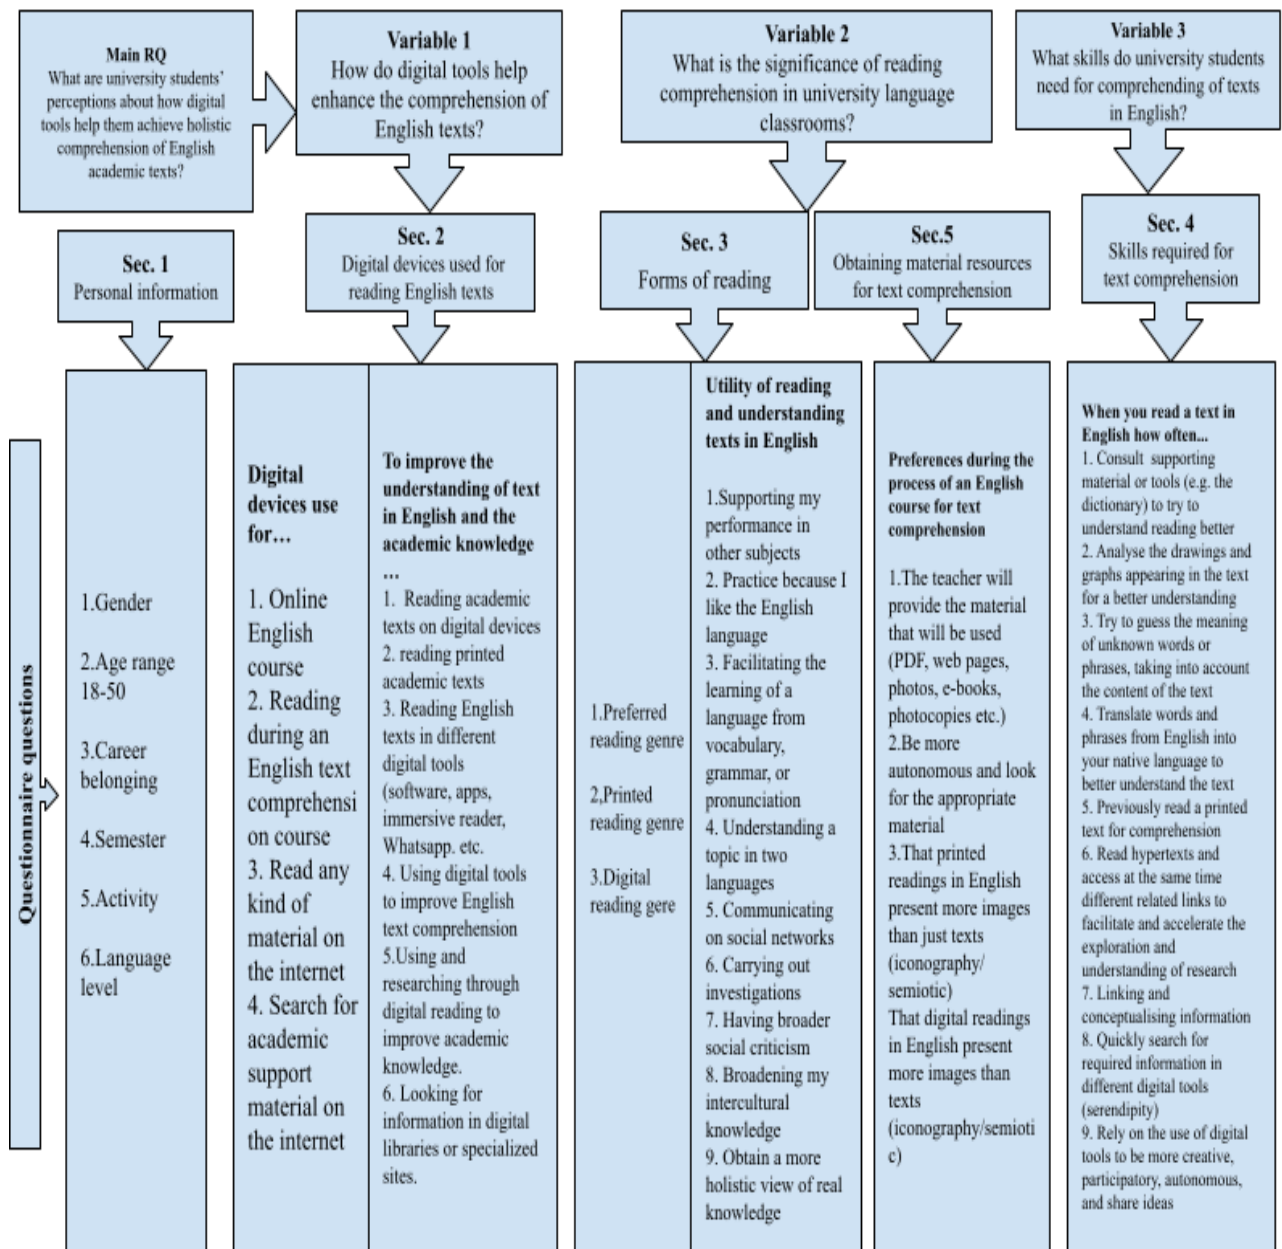 Main RQ
What are university students'
perceptions about how digital
tools help them achieve holistic
comprehension of English
academic texts?
Variable 1
How do digital tools help
enhance the comprehension of
English texts?
Variable 2
What is the significance of reading
comprehension in university language
classrooms?
Variable 3
What skills do university students
need for comprehending of texts
in English?
Sec. 1
Personal information
Sec. 2
Digital devices used for
reading English texts
Sec. 3
Forms of reading
Sec.5
Obtaining material resources
for text comprehension
Sec. 4
Skills required for
text comprehension
Questionnaire questions
1.Gender
2.Age range
18-50
3.Career
belonging
4.Semester
5.Activity
6.Language
level
Digital
devices use
for…
1. Online
English
course
2. Reading
during an
English text
comprehensi
on course
3. Read any
kind of
material on
the internet
4. Search for
academic
support
material on
the internet
To improve the
understanding of text
in English and the
academic knowledge
…
1. Reading academic
texts on digital devices
2. reading printed
academic texts
3. Reading English
texts in different
digital tools
(software, apps,
immersive reader,
Whatsapp. etc.
4. Using digital tools
to improve English
text comprehension
5.Using and
researching through
digital reading to
improve academic
knowledge.
6. Looking for
information in digital
libraries or specialized
sites.
1.Preferred
reading genre
2,Printed
reading genre
3.Digital
reading gere
Utility of reading
and understanding
texts in English
1.Supporting my
performance in
other subjects
2. Practice because I
like the English
language
3. Facilitating the
learning of a
language from
vocabulary,
grammar, or
pronunciation
4. Understanding a
topic in two
languages
5. Communicating
on social networks
6. Carrying out
investigations
7. Having broader
social criticism
8. Broadening my
intercultural
knowledge
9. Obtain a more
holistic view of real
knowledge
Preferences during the
process of an English
course for text
comprehension
1.The teacher will
provide the material
that will be used
(PDF, web pages,
photos, e-books,
photocopies etc.)
2.Be more
autonomous and look
for the appropriate
material
3.That printed
readings in English
present more images
than just texts
(iconography/
semiotic)
That digital readings
in English present
more images than
texts
(iconography/semioti
c)
When you read a text in
English how often...
1. Consult supporting
material or tools (e.g. the
dictionary) to try to
understand reading better
2. Analyse the drawings and
graphs appearing in the text
for a better understanding
3. Try to guess the meaning
of unknown words or
phrases, taking into account
the content of the text
4. Translate words and
phrases from English into
your native language to
better understand the text
5. Previously read a printed
text for comprehension
6. Read hypertexts and
access at the same time
different related links to
facilitate and accelerate the
exploration and
understanding of research
7. Linking and
conceptualising information
8. Quickly search for
required information in
different digital tools
(serendipity)
9. Rely on the use of digital
tools to be more creative,
participatory, autonomous,
and share ideas